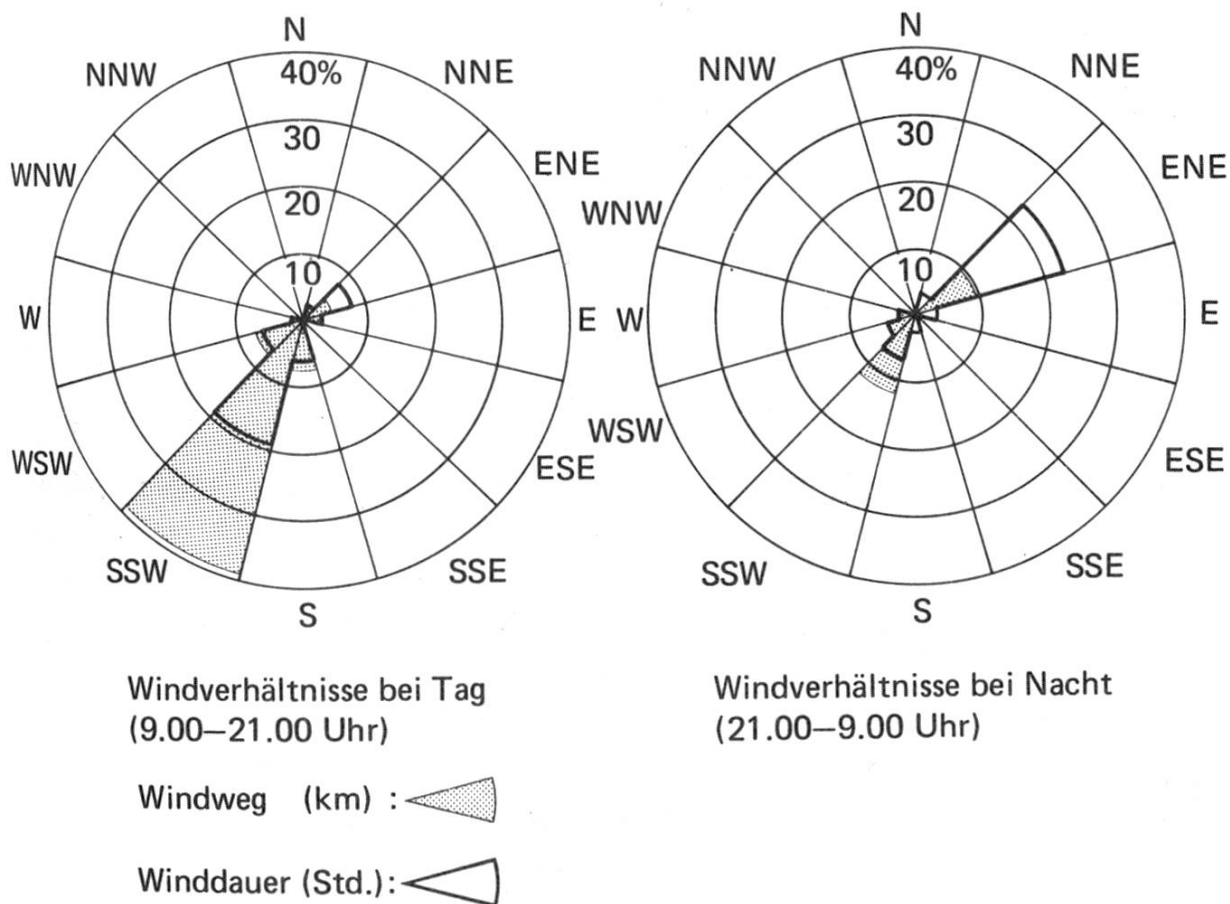 N
NNW
40%
NNE
30
WNW
ENE
20
10
W
E
WSW
ESE
SSW
SSE
S
N
NNW
40%
NNE
30
ENE
WNW
20
10
W
E
WSW
ESE
SSW
SSE
S
Windverhältnisse bei Tag
(9.00—21.00 Uhr)
Windverhältnisse bei Nacht
(21.00—9.00 Uhr)
Windweg (km) :
Winddauer (Std.):